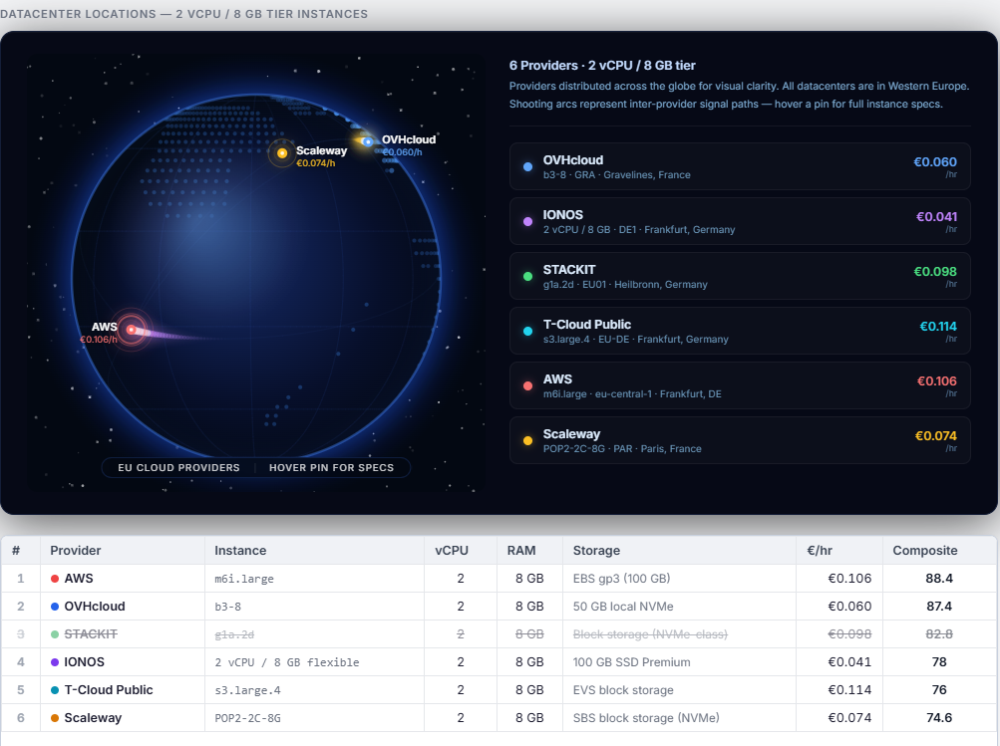 DATACENTER LOCATIONS — 2 VCPU / 8 GB TIER INSTANCES
OVHcloud
€0.060/h
Scaleway
€0.074/h
AWS
€0.106/h
EU CLOUD PROVIDERS | HOVER PIN FOR SPECS
6 Providers · 2 vCPU / 8 GB tier
Providers distributed across the globe for visual clarity. All datacenters are in Western Europe.
Shooting arcs represent inter-provider signal paths — hover a pin for full instance specs.
OVHcloud €0.060
b3-8 · GRA · Gravelines, France /hr
IONOS €0.041
2 vCPU / 8 GB · DE1 · Frankfurt, Germany /hr
STACKIT €0.098
g1a.2d · EU01 · Heilbronn, Germany /hr
T-Cloud Public €0.114
s3.large.4 · EU-DE · Frankfurt, Germany /hr
AWS €0.106
m6i.large · eu-central-1 · Frankfurt, DE /hr
Scaleway €0.074
POP2-2C-8G · PAR · Paris, France /hr
# Provider Instance vCPU RAM Storage €/hr Composite
1 AWS m6i.large 2 8 GB EBS gp3 (100 GB) €0.106 88.4
2 OVHcloud b3-8 2 8 GB 50 GB local NVMe €0.060 87.4
3 STACKIT g1a.2d 2 8 GB Block storage (NVMe-class) €0.098 82.8
4 IONOS 2 vCPU / 8 GB flexible 2 8 GB 100 GB SSD Premium €0.041 78
5 T-Cloud Public s3.large.4 2 8 GB EVS block storage €0.114 76
6 Scaleway POP2-2C-8G 2 8 GB SBS block storage (NVMe) €0.074 74.6